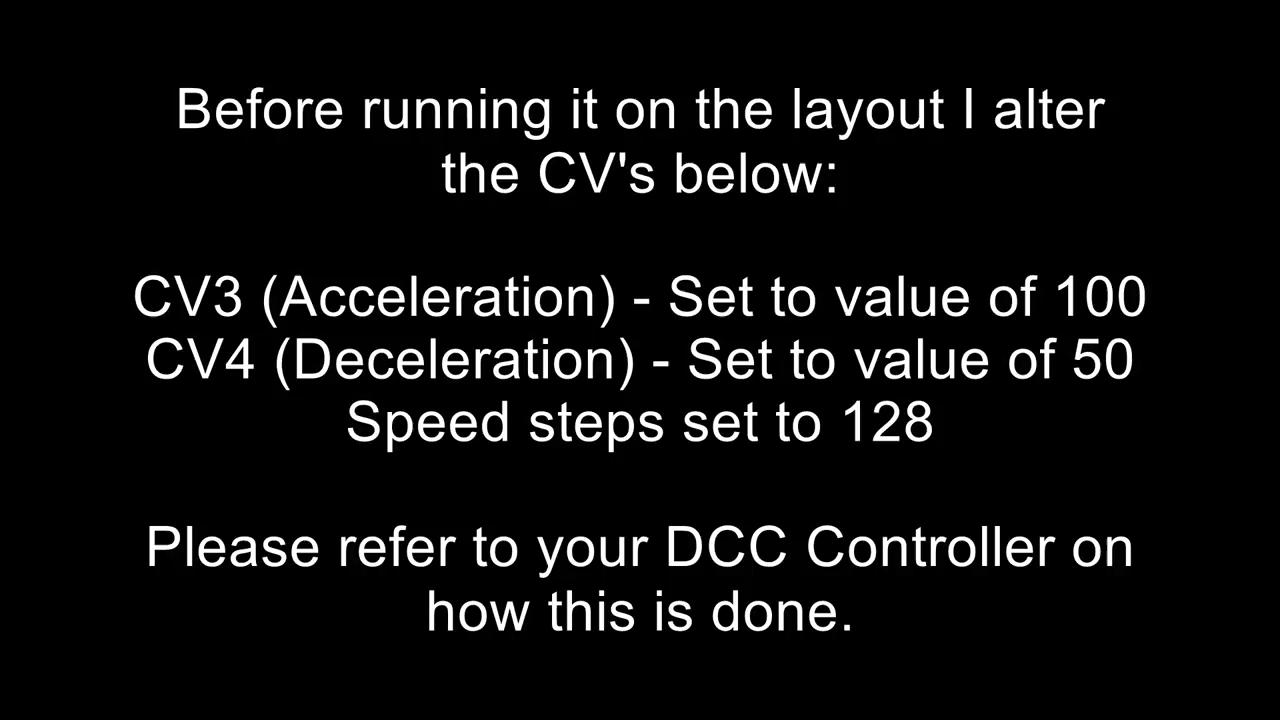 Before running it on the layout I alter
the CV's below:
CV3 (Acceleration) - Set to value of 100
CV4 (Deceleration) - Set to value of 50
Speed steps set to 128
Please refer to your DCC Controller on
how this is done.